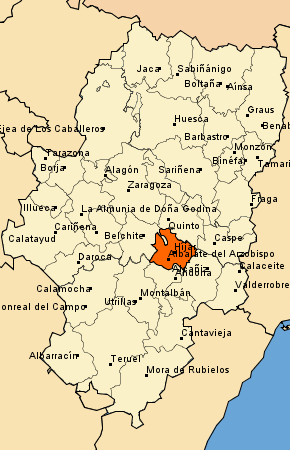 Jaca
Sabiñánigo
Boltaña
Aínsa
Graus
Huesca
Benab
Ejea de Los Caballeros
Barbastro
Monzón
Tarazona
Binéfar
Tamari
Borja
Alagón
Sariñena
Zaragoza
Fraga
Illueca
La Almunia de Doña Godina
Cariñena
Quinto
Calatayud
Belchite
Caspe
Híjar
Daroca
Albalate del Arzobispo
Calaceite
Andorra
Calamocha
Valderrobre
Monreal del Campo
Utrillas
Montalbán
Cantavieja
Albarracín
Teruel
Mora de Rubielos